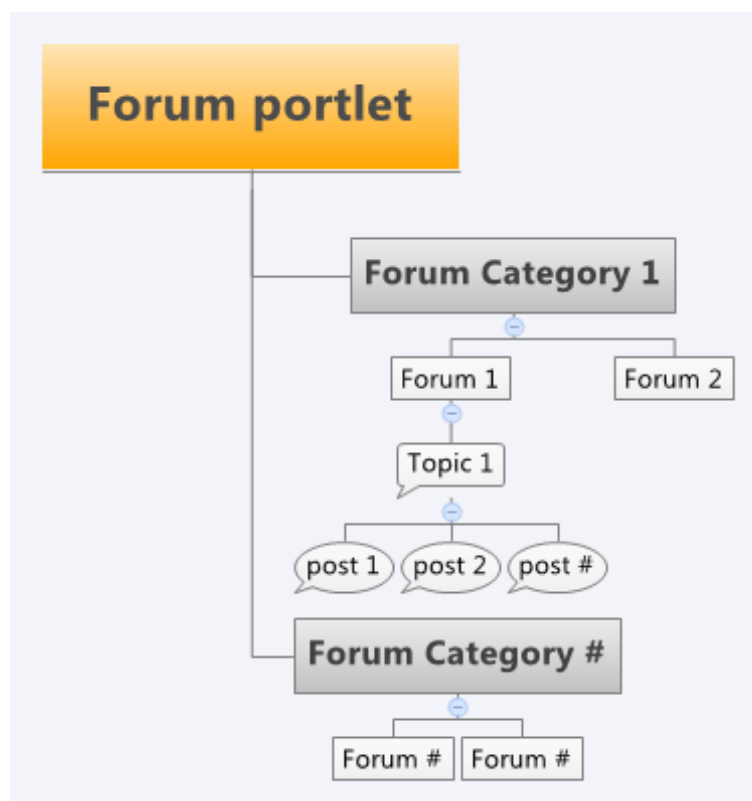 Forum portlet
Forum Category 1
Forum 1
Forum 2
Topic 1
post 1
post 2
post #
Forum Category #
Forum #
Forum #